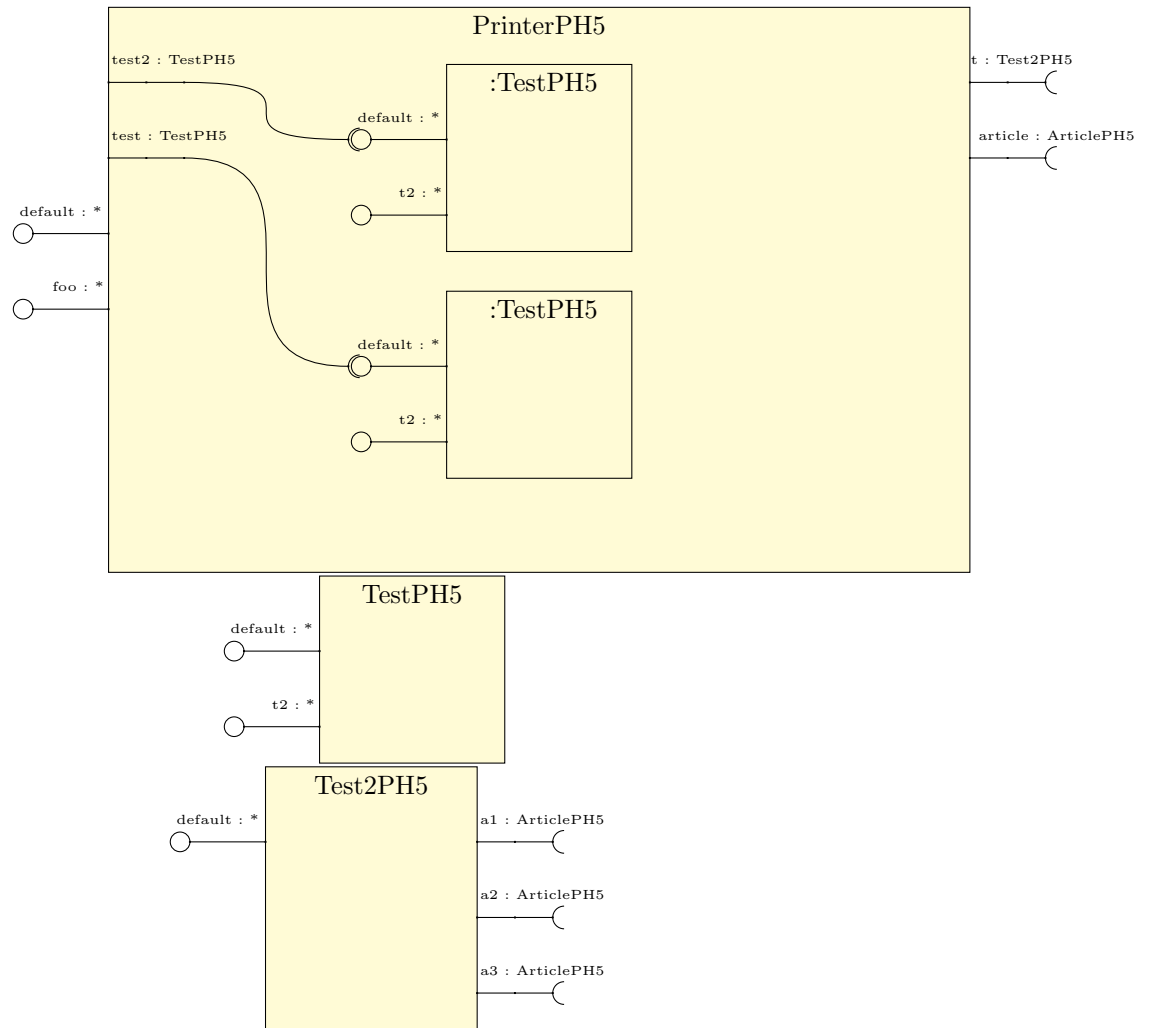 PrinterPH5
test2 : TestPH5
t : Test2PH5
:TestPH5
default : *
test : TestPH5
article : ArticlePH5
t2 : *
default : *
foo : *
:TestPH5
default : *
t2 : *
TestPH5
default : *
t2 : *
Test2PH5
default : *
a1 : ArticlePH5
a2 : ArticlePH5
a3 : ArticlePH5